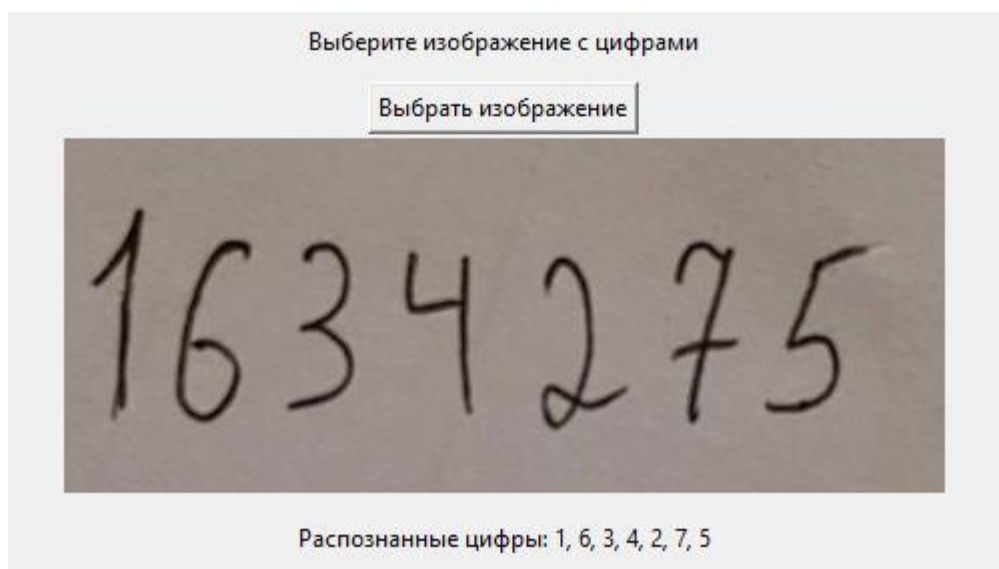 Выберите изображение с цифрами
Выбрать изображение
1634275
Распознанные цифры: 1, 6, 3, 4, 2, 7, 5